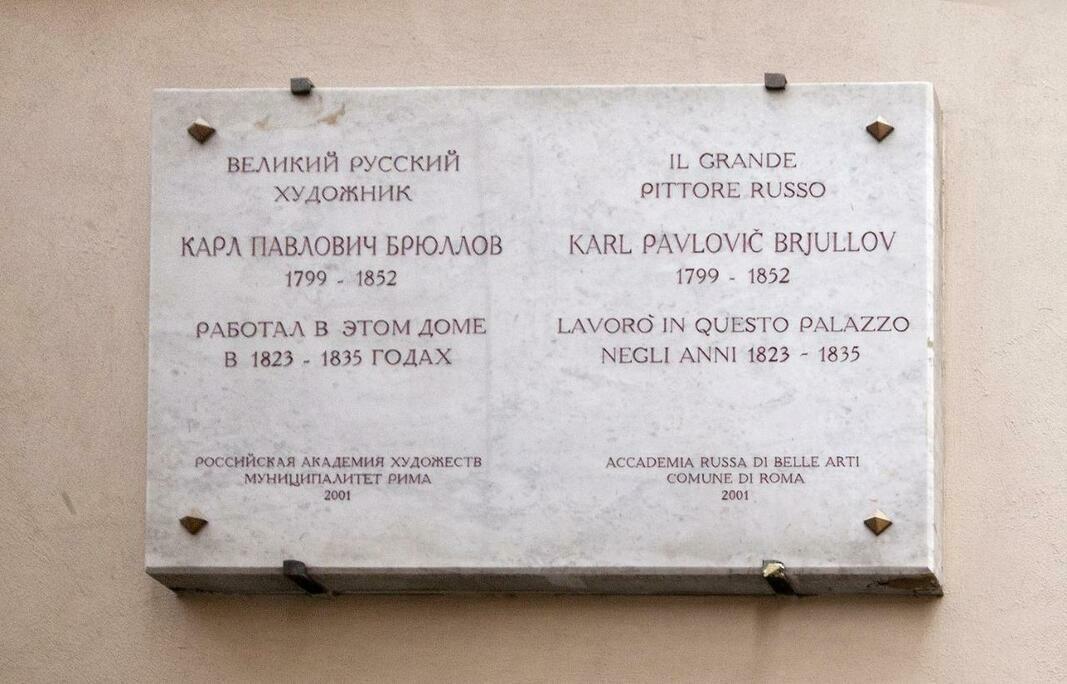 ВЕЛИКИЙ РУССКИЙ
ХУДОЖНИК
КАРЛ ПАВЛОВИЧ БРЮЛЛОВ
1799 - 1852
РАБОТАЛ В ЭТОМ ДОМЕ
В 1823 - 1835 ГОДАХ
РОССИЙСКАЯ АКАДЕМИЯ ХУДОЖЕСТВ
МУНИЦИПАЛИТЕТ РИМА
2001
IL GRANDE
PITTORE RUSSO
KARL PAVLOVIČ BRJULLOV
1799 - 1852
LAVORÒ IN QUESTO PALAZZO
NEGLI ANNI 1823 - 1835
ACCADEMIA RUSSA DI BELLE ARTI
COMUNE DI ROMA
2001